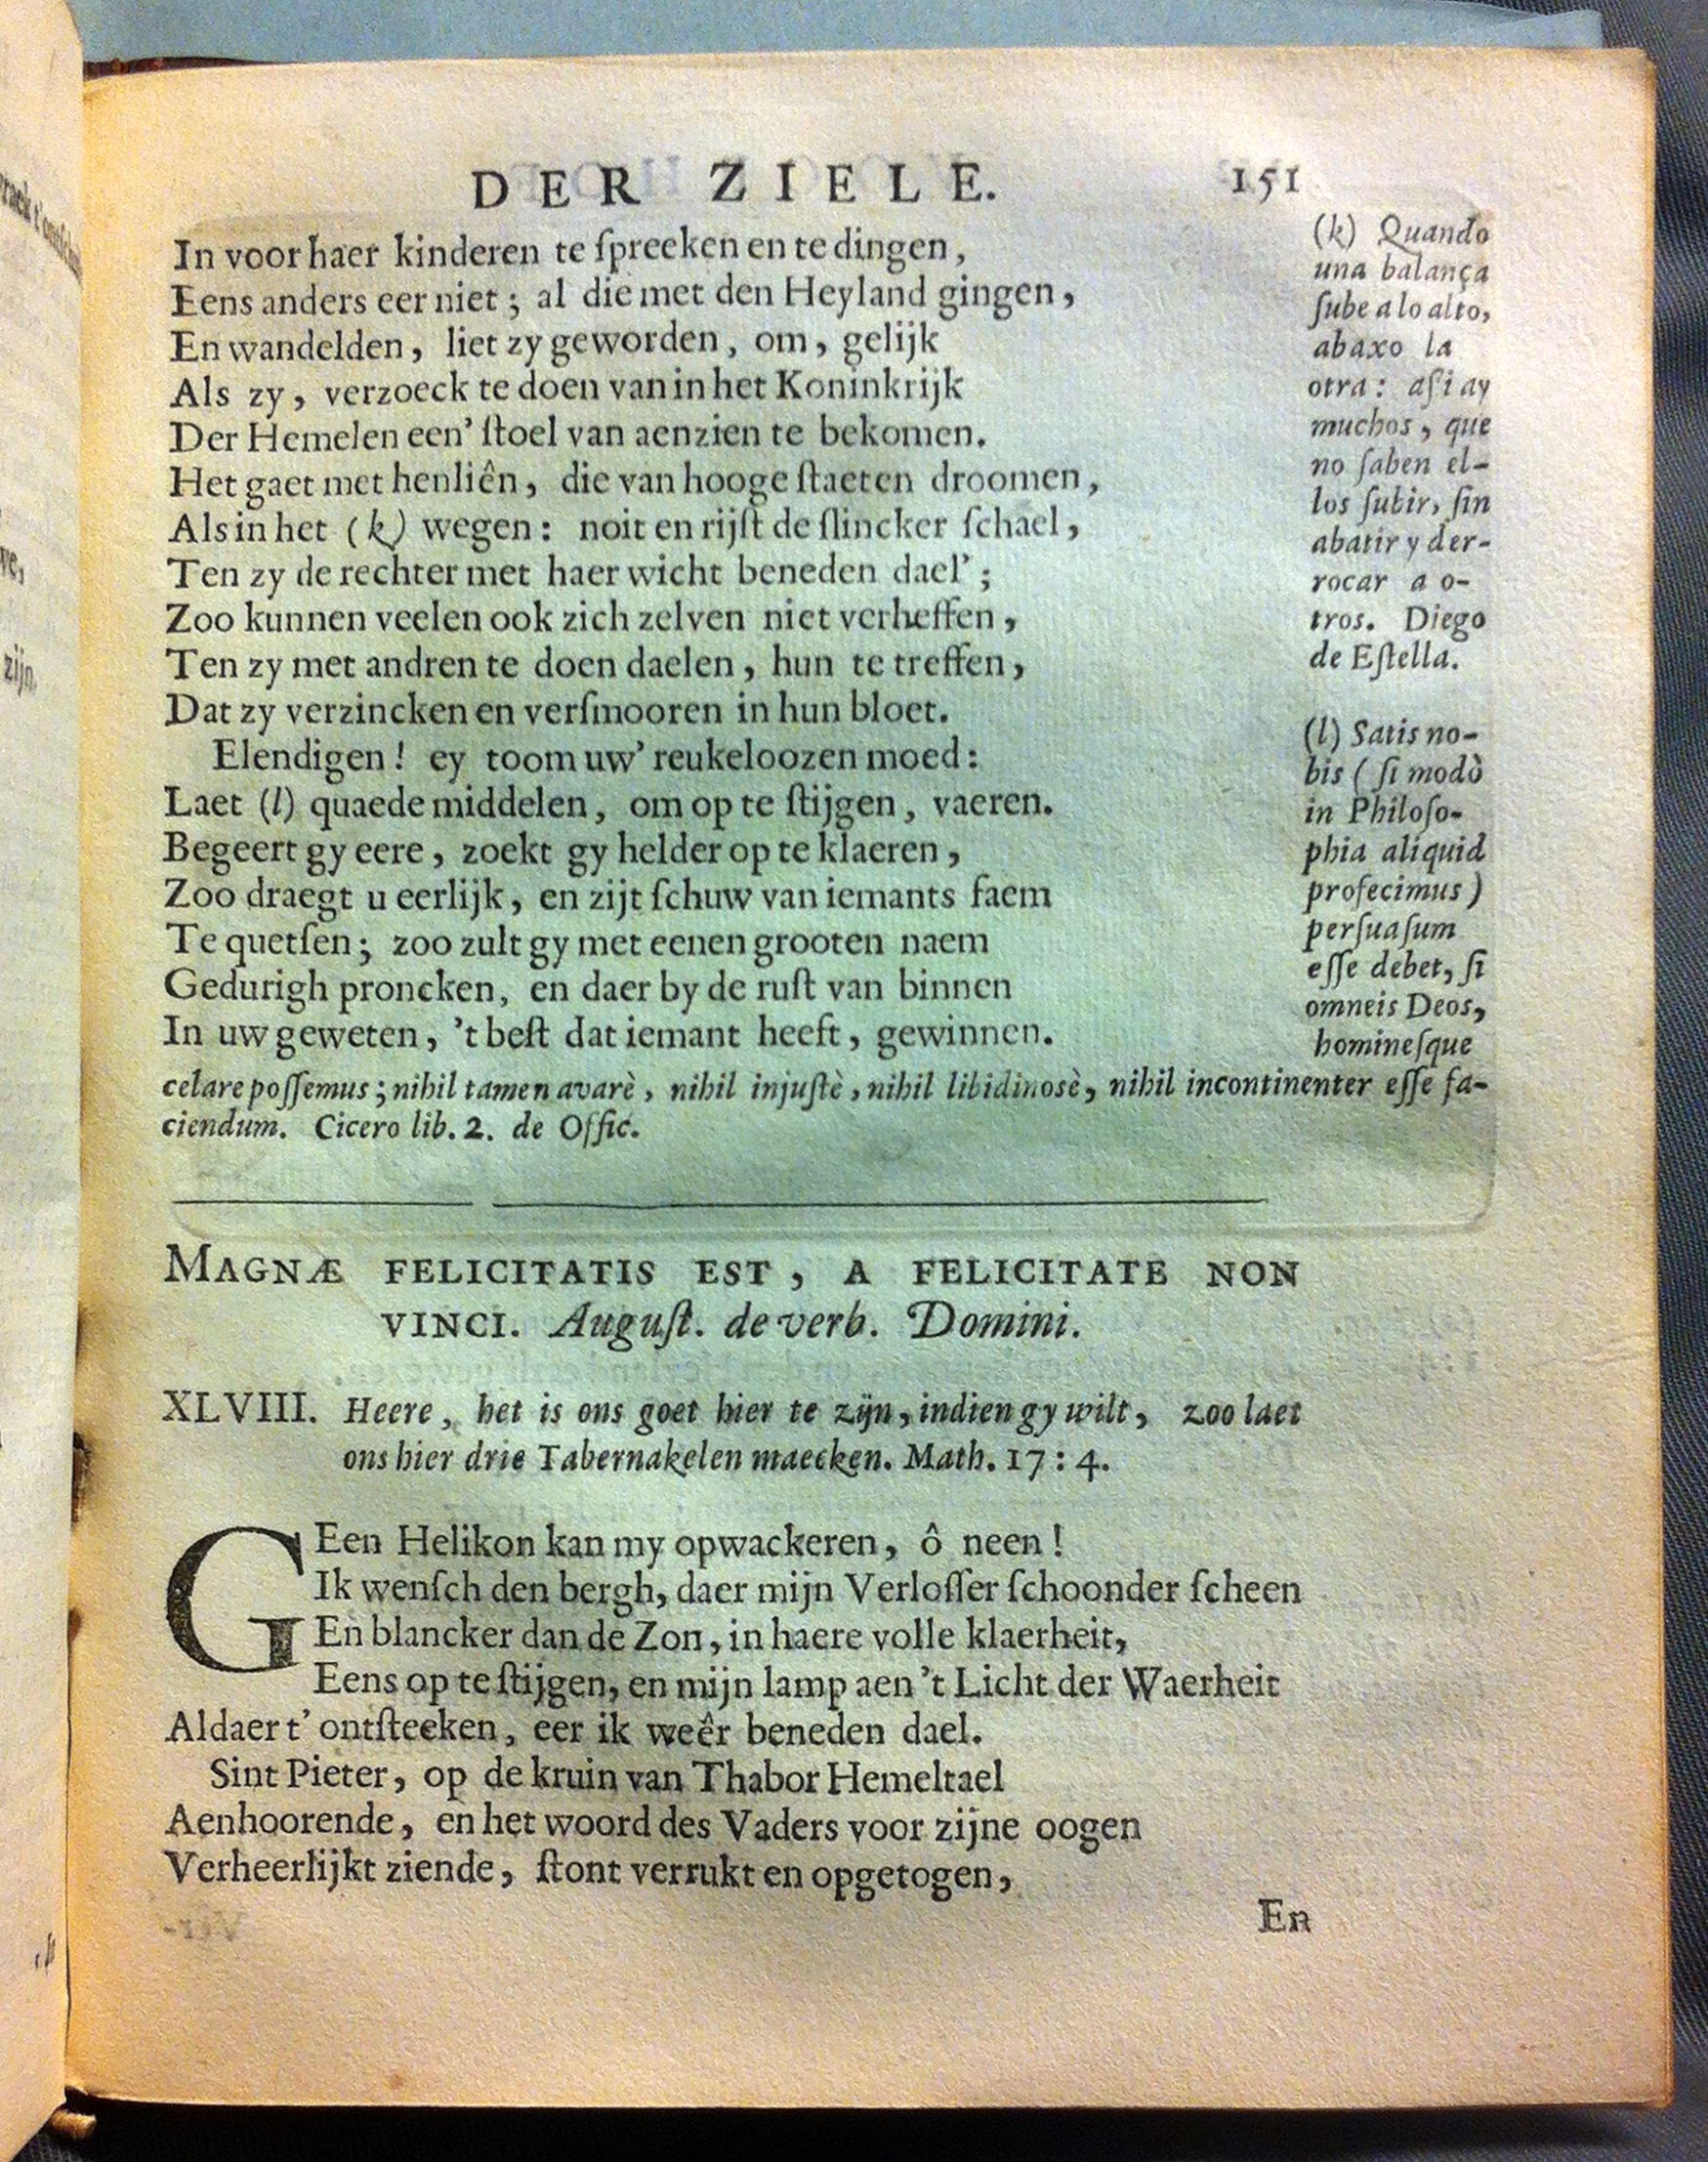 DER ZIELE. 151
In voor haer kinderen te ſpreeken en te dingen,
Eens anders eer niet; al die met den Heyland gingen,
En wandelden, liet zy geworden, om, gelijk
Als zy, verzoeck te doen van in het Koninkrijk
Der Hemelen een' ſtoel van aenzien te bekomen.
Het gaet met henliên, die van hooge ſtaeten droomen,
Als in het (k) wegen: noit en rijſt de ſlincker ſchael,
Ten zy de rechter met haer wicht beneden dael';
Zoo kunnen veelen ook zich zelven niet verheffen,
Ten zy met andren te doen daelen, hun te treffen,
Dat zy verzincken en verſmooren in hun bloet.
Elendigen! ey toom uw' reukeloozen moed:
Laet (l) quaede middelen, om op te ſtijgen, vaeren.
Begeert gy eere, zoekt gy helder op te klaeren,
Zoo draegt u eerlijk, en zijt ſchuw van iemants faem
Te quetſen; zoo zult gy met eenen grooten naem
Gedurigh proncken, en daer by de ruſt van binnen
In uw geweten, 't beſt dat iemant heeft, gewinnen.
(k) Quando
una balança
ſube a lo alto,
abaxo la
otra: aſi ay
muchos, que
no ſaben el-
los ſubir, ſin
abatir y der-
rocar a o-
tros. Diego
de Eſtella.
(l) Satis no-
bis (ſi modò
in Philoſo-
phia aliquid
profecimus)
perſuaſum
eſſe debet, ſi
omneis Deos,
homineſque
celare poſſemus; nihil tamen avarè, nihil injuſtè, nihil libidinosè, nihil incontinenter eſſe fa-
ciendum. Cicero lib. 2. de Offic.
MAGNÆ FELICITATIS EST, A FELICITATE NON
VINCI. Auguſt. de verb. Domini.
XLVIII. Heere, het is ons goet hier te zijn, indien gy wilt, zoo laet
ons hier drie Tabernakelen maecken. Math. 17:4.
GEen Helikon kan my opwackeren, ô neen!
Ik wenſch den bergh, daer mijn Verloſſer ſchoonder ſcheen
En blancker dan de Zon, in haere volle klaerheit,
Eens op te ſtijgen, en mijn lamp aen 't Licht der Waerheit
Aldaer t' ontſteeken, eer ik weêr beneden dael.
Sint Pieter, op de kruin van Thabor Hemeltael
Aenhoorende, en het woord des Vaders voor zijne oogen
Verheerlijkt ziende, ſtont verrukt en opgetogen,
En